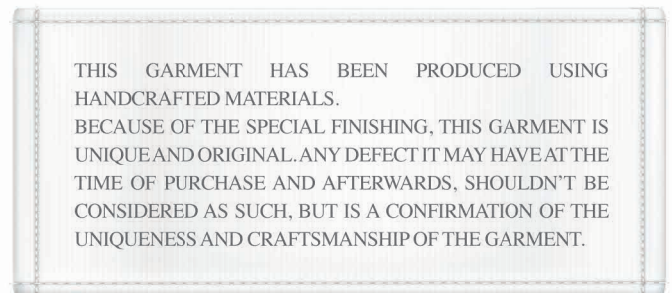 THIS GARMENT HAS BEEN PRODUCED USING
HANDCRAFTED MATERIALS.
BECAUSE OF THE SPECIAL FINISHING, THIS GARMENT IS
UNIQUE AND ORIGINAL. ANY DEFECT IT MAY HAVE AT THE
TIME OF PURCHASE AND AFTERWARDS, SHOULDN'T BE
CONSIDERED AS SUCH, BUT IS A CONFIRMATION OF THE
UNIQUENESS AND CRAFTSMANSHIP OF THE GARMENT.